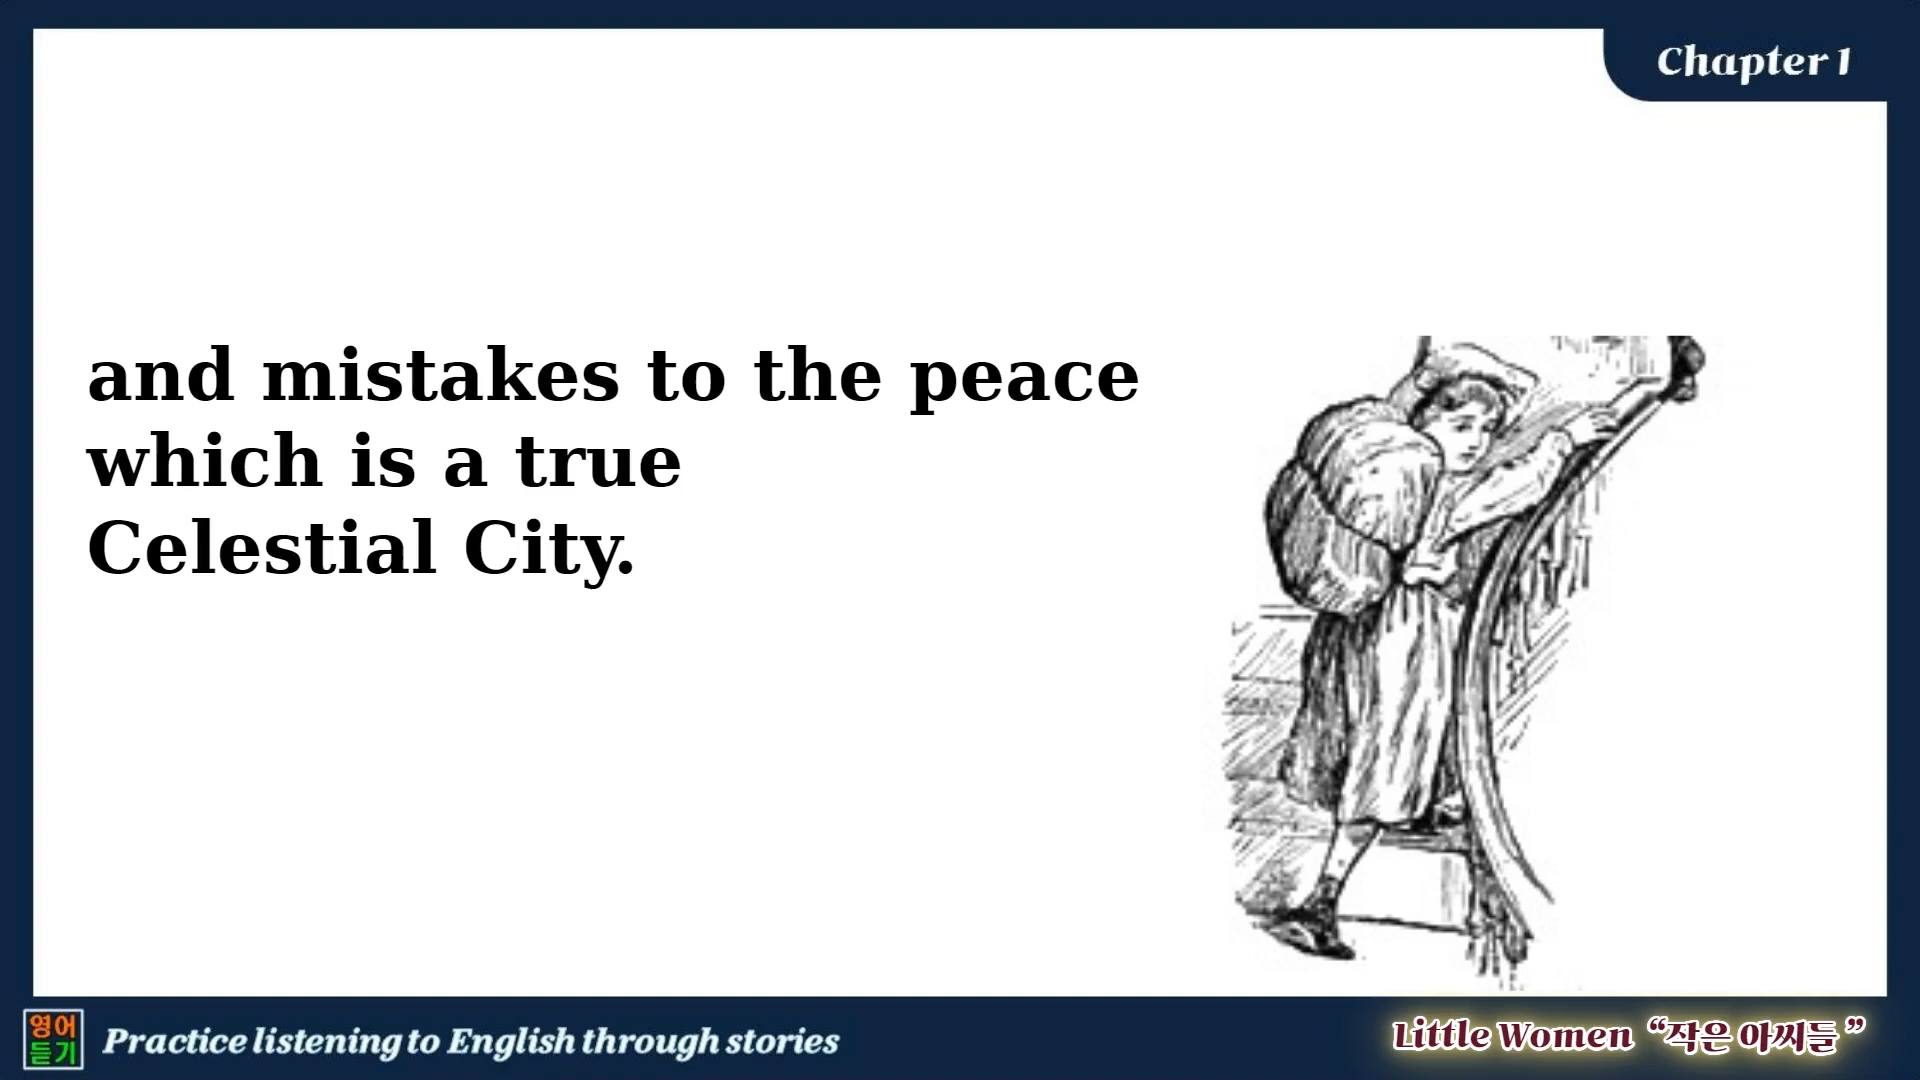 Chapter 1
and mistakes to the peace
which is a true
Celestial City.
영어
듣기
Practice listening to English through stories
Little Women “작은 아씨들”